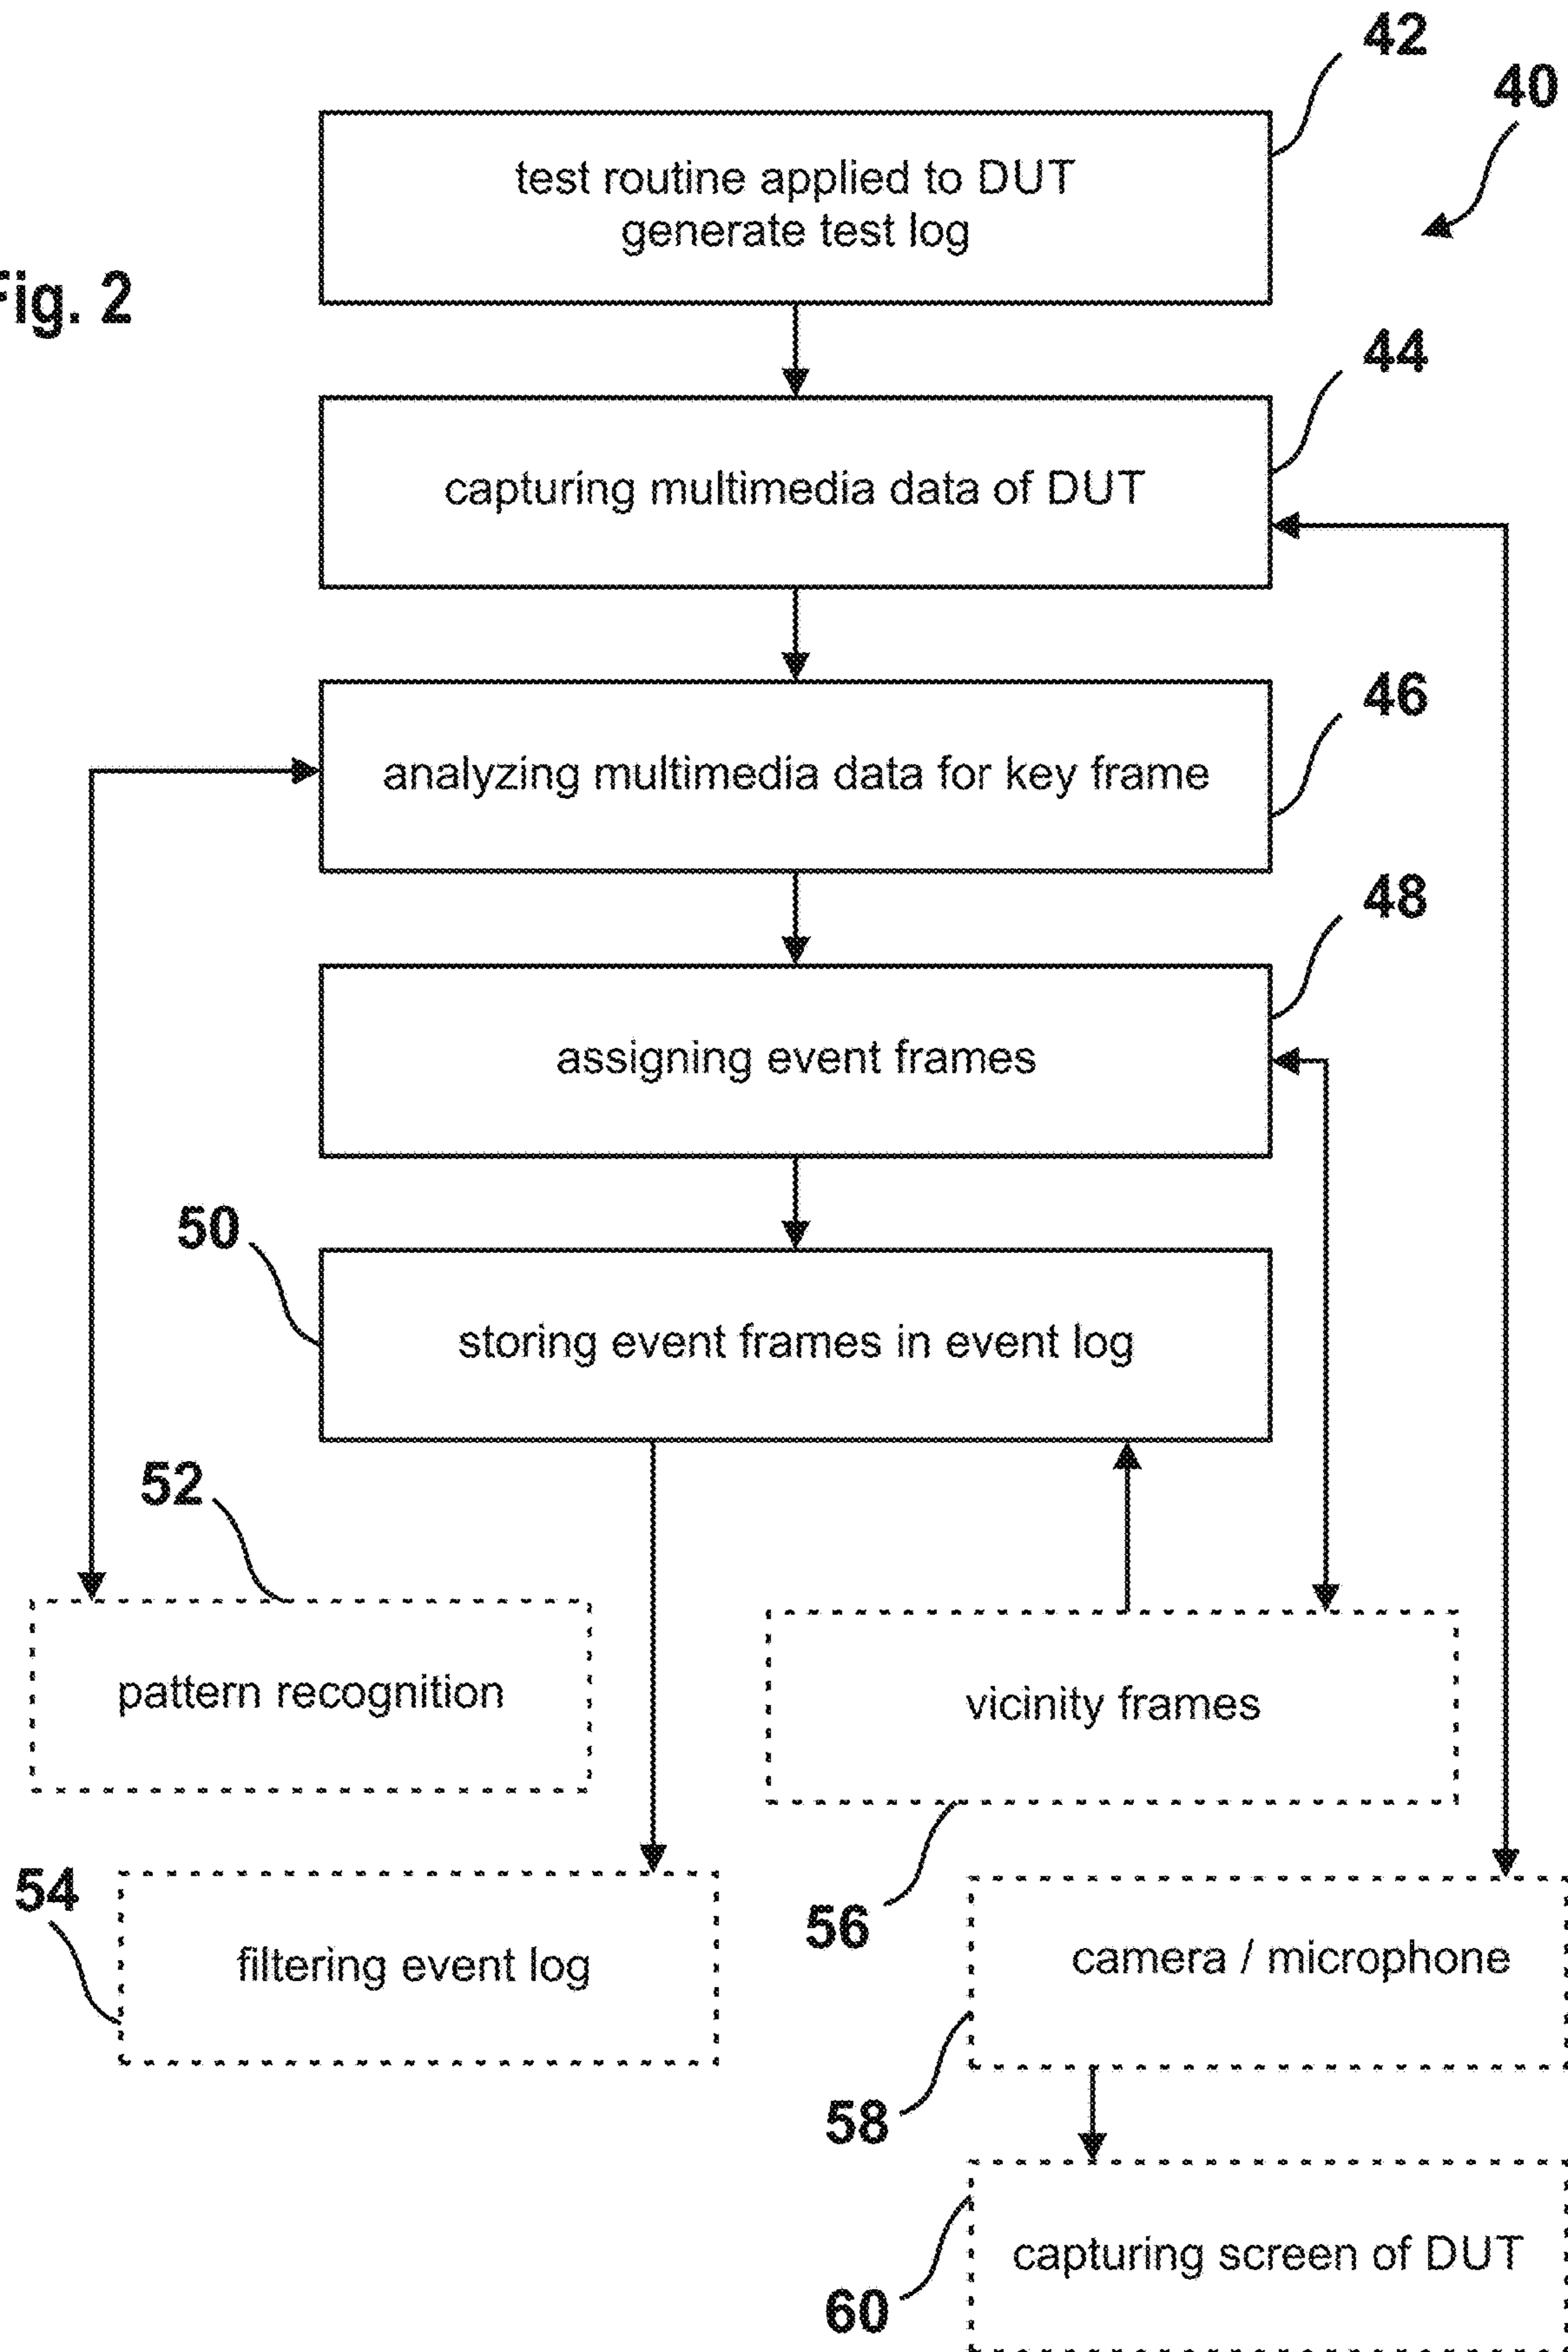 42
40
test routine applied to DUT
generate test log
Fig. 2
44
capturing multimedia data of DUT
46
analyzing multimedia data for key frame
48
assigning event frames
50
storing event frames in event log
52
pattern recognition
vicinity frames
54
56
filtering event log
camera / microphone
58
capturing screen of DUT
60